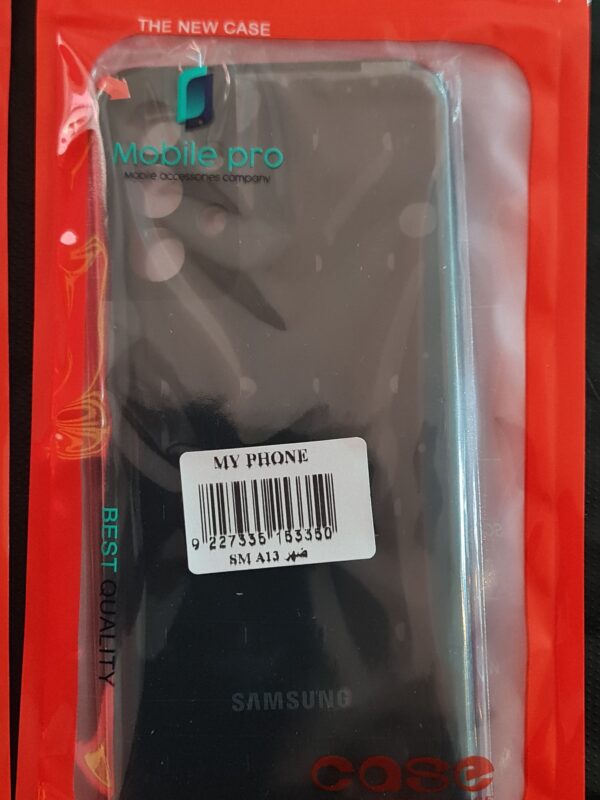 THE NEW CASE
Mobile pro
Mobile accessories company
MY PHONE
9 227335 153350
SM A13 ضهر
BEST QUALITY
SAMSUNG
case